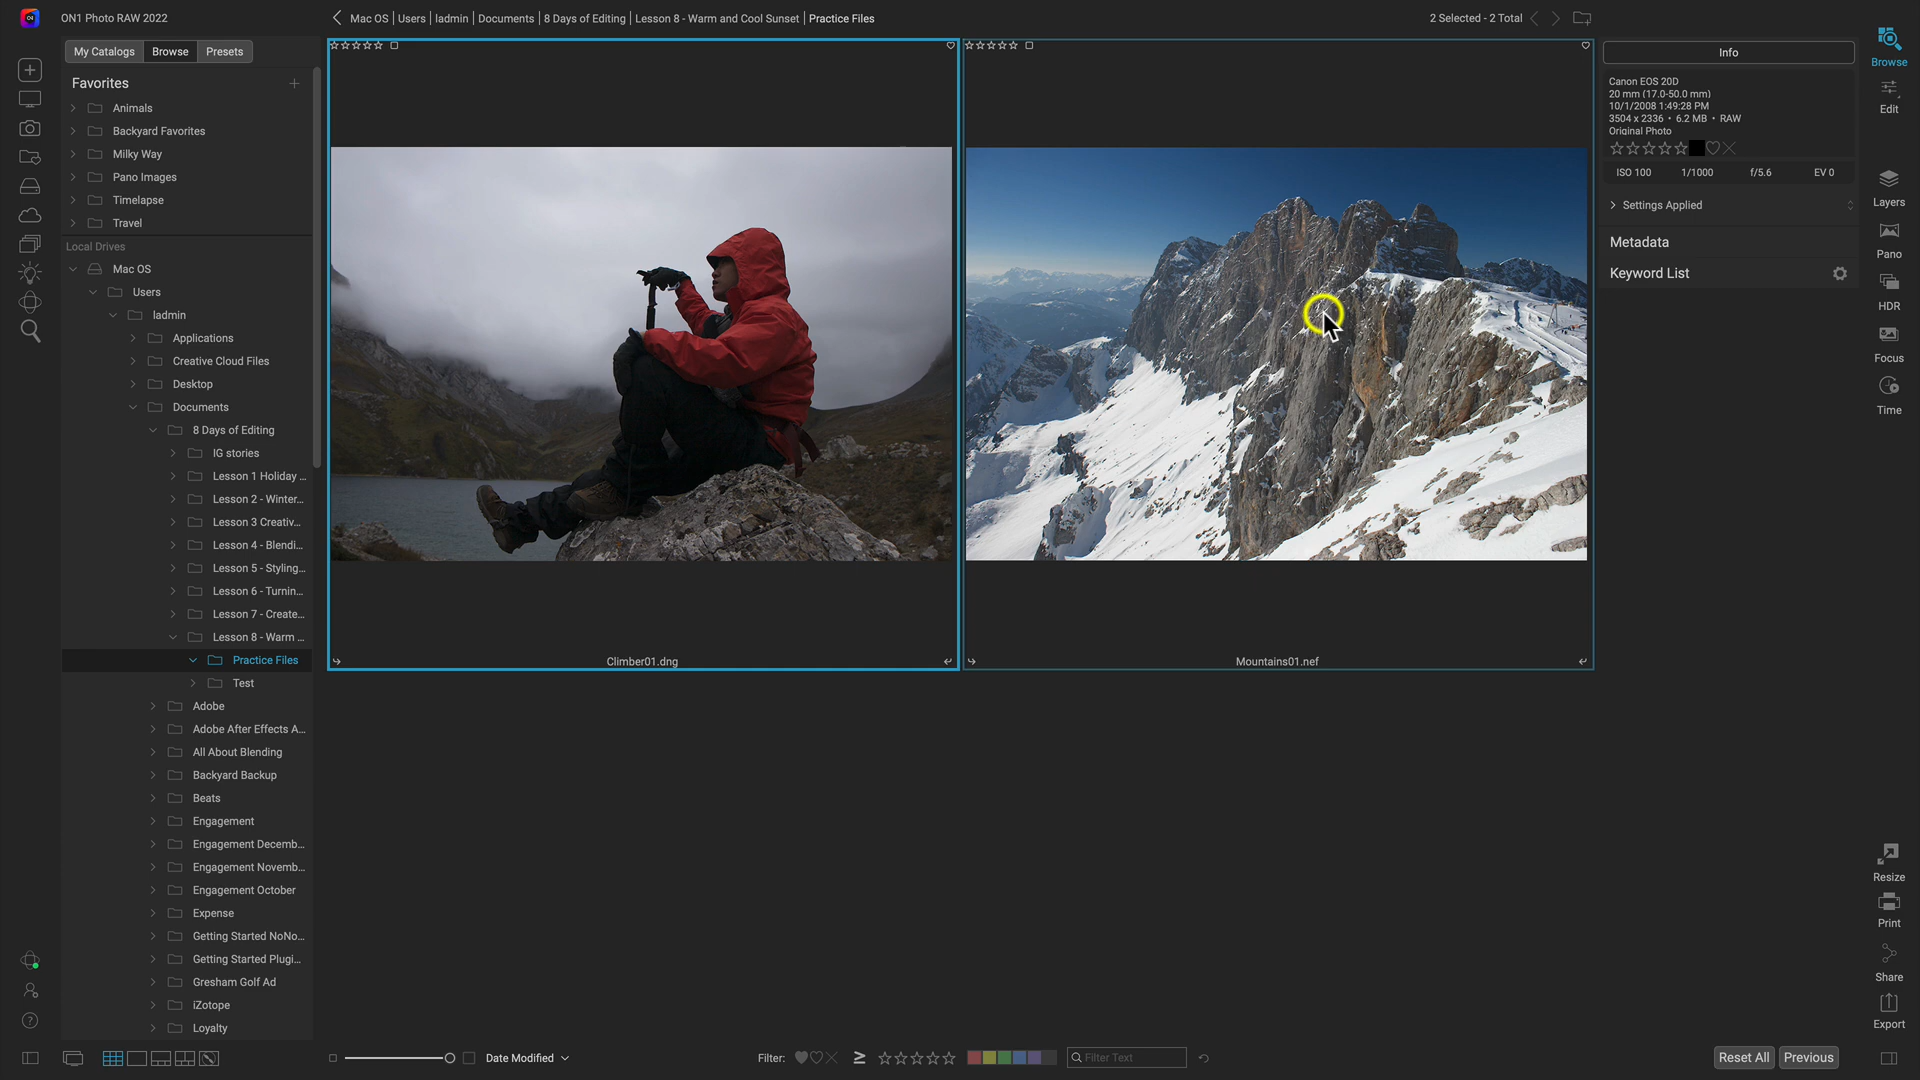 ON1 Photo RAW 2022
Mac OS | Users | ladmin | Documents | 8 Days of Editing | Lesson 8 - Warm and Cool Sunset | Practice Files
2 Selected - 2 Total
My Catalogs Browse Presets
Favorites
Animals
Backyard Favorites
Milky Way
Pano Images
Timelapse
Travel
Local Drives
Mac OS
Users
ladmin
Applications
Creative Cloud Files
Desktop
Documents
8 Days of Editing
IG stories
Lesson 1 Holiday ...
Lesson 2 - Winter...
Lesson 3 Creativ...
Lesson 4 - Blendi...
Lesson 5 - Styling...
Lesson 6 - Turnin...
Lesson 7 - Create...
Lesson 8 - Warm ...
Practice Files
Test
Adobe
Adobe After Effects A...
All About Blending
Backyard Backup
Beats
Engagement
Engagement Decemb...
Engagement Novemb...
Engagement October
Expense
Getting Started NoNo...
Getting Started Plugi...
Gresham Golf Ad
iZotope
Loyalty
Climber01.dng
Mountains01.nef
Info
Canon EOS 20D
20 mm (17.0-50.0 mm)
10/1/2008 1:49:28 PM
3504 x 2336 • 6.2 MB • RAW
Original Photo
ISO 100 1/1000 f/5.6 EV 0
Settings Applied
Metadata
Keyword List
Browse
Edit
Layers
Pano
HDR
Focus
Time
Resize
Print
Share
Export
Date Modified
Filter:
≥
Filter Text
Reset All
Previous